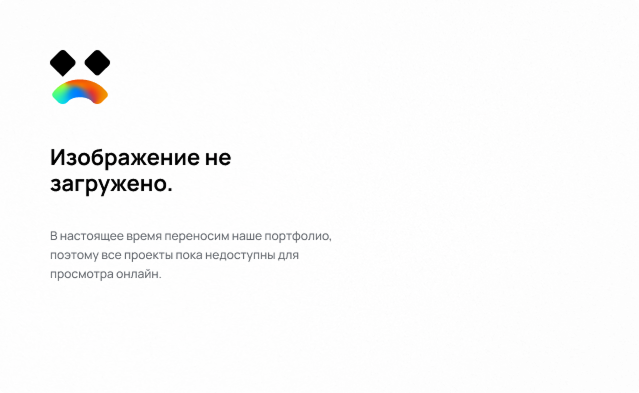 Изображение не
загружено.
В настоящее время переносим наше портфолио,
поэтому все проекты пока недоступны для
просмотра онлайн.